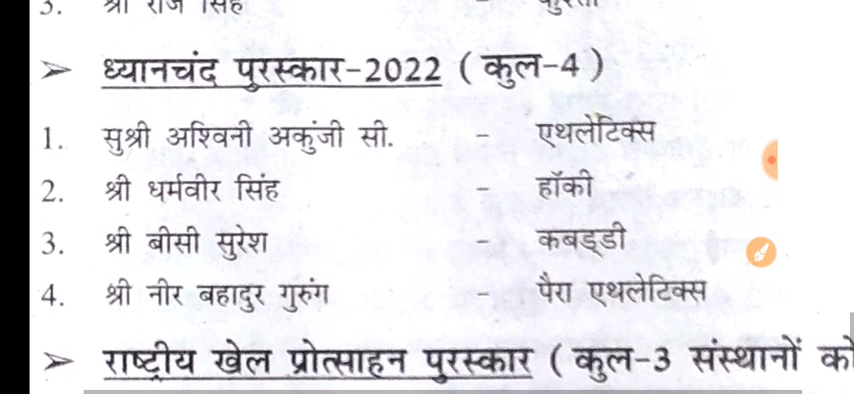 3. श्री राज सिंह -
➢ ध्यानचंद पुरस्कार-2022 ( कुल-4 )
1. सुश्री अश्विनी अकुंजी सी. - एथलेटिक्स
2. श्री धर्मवीर सिंह - हॉकी
3. श्री बीसी सुरेश - कबड्डी
4. श्री नीर बहादुर गुरुंग - पैरा एथलेटिक्स
➢ राष्ट्रीय खेल प्रोत्साहन पुरस्कार ( कुल-3 संस्थानों को